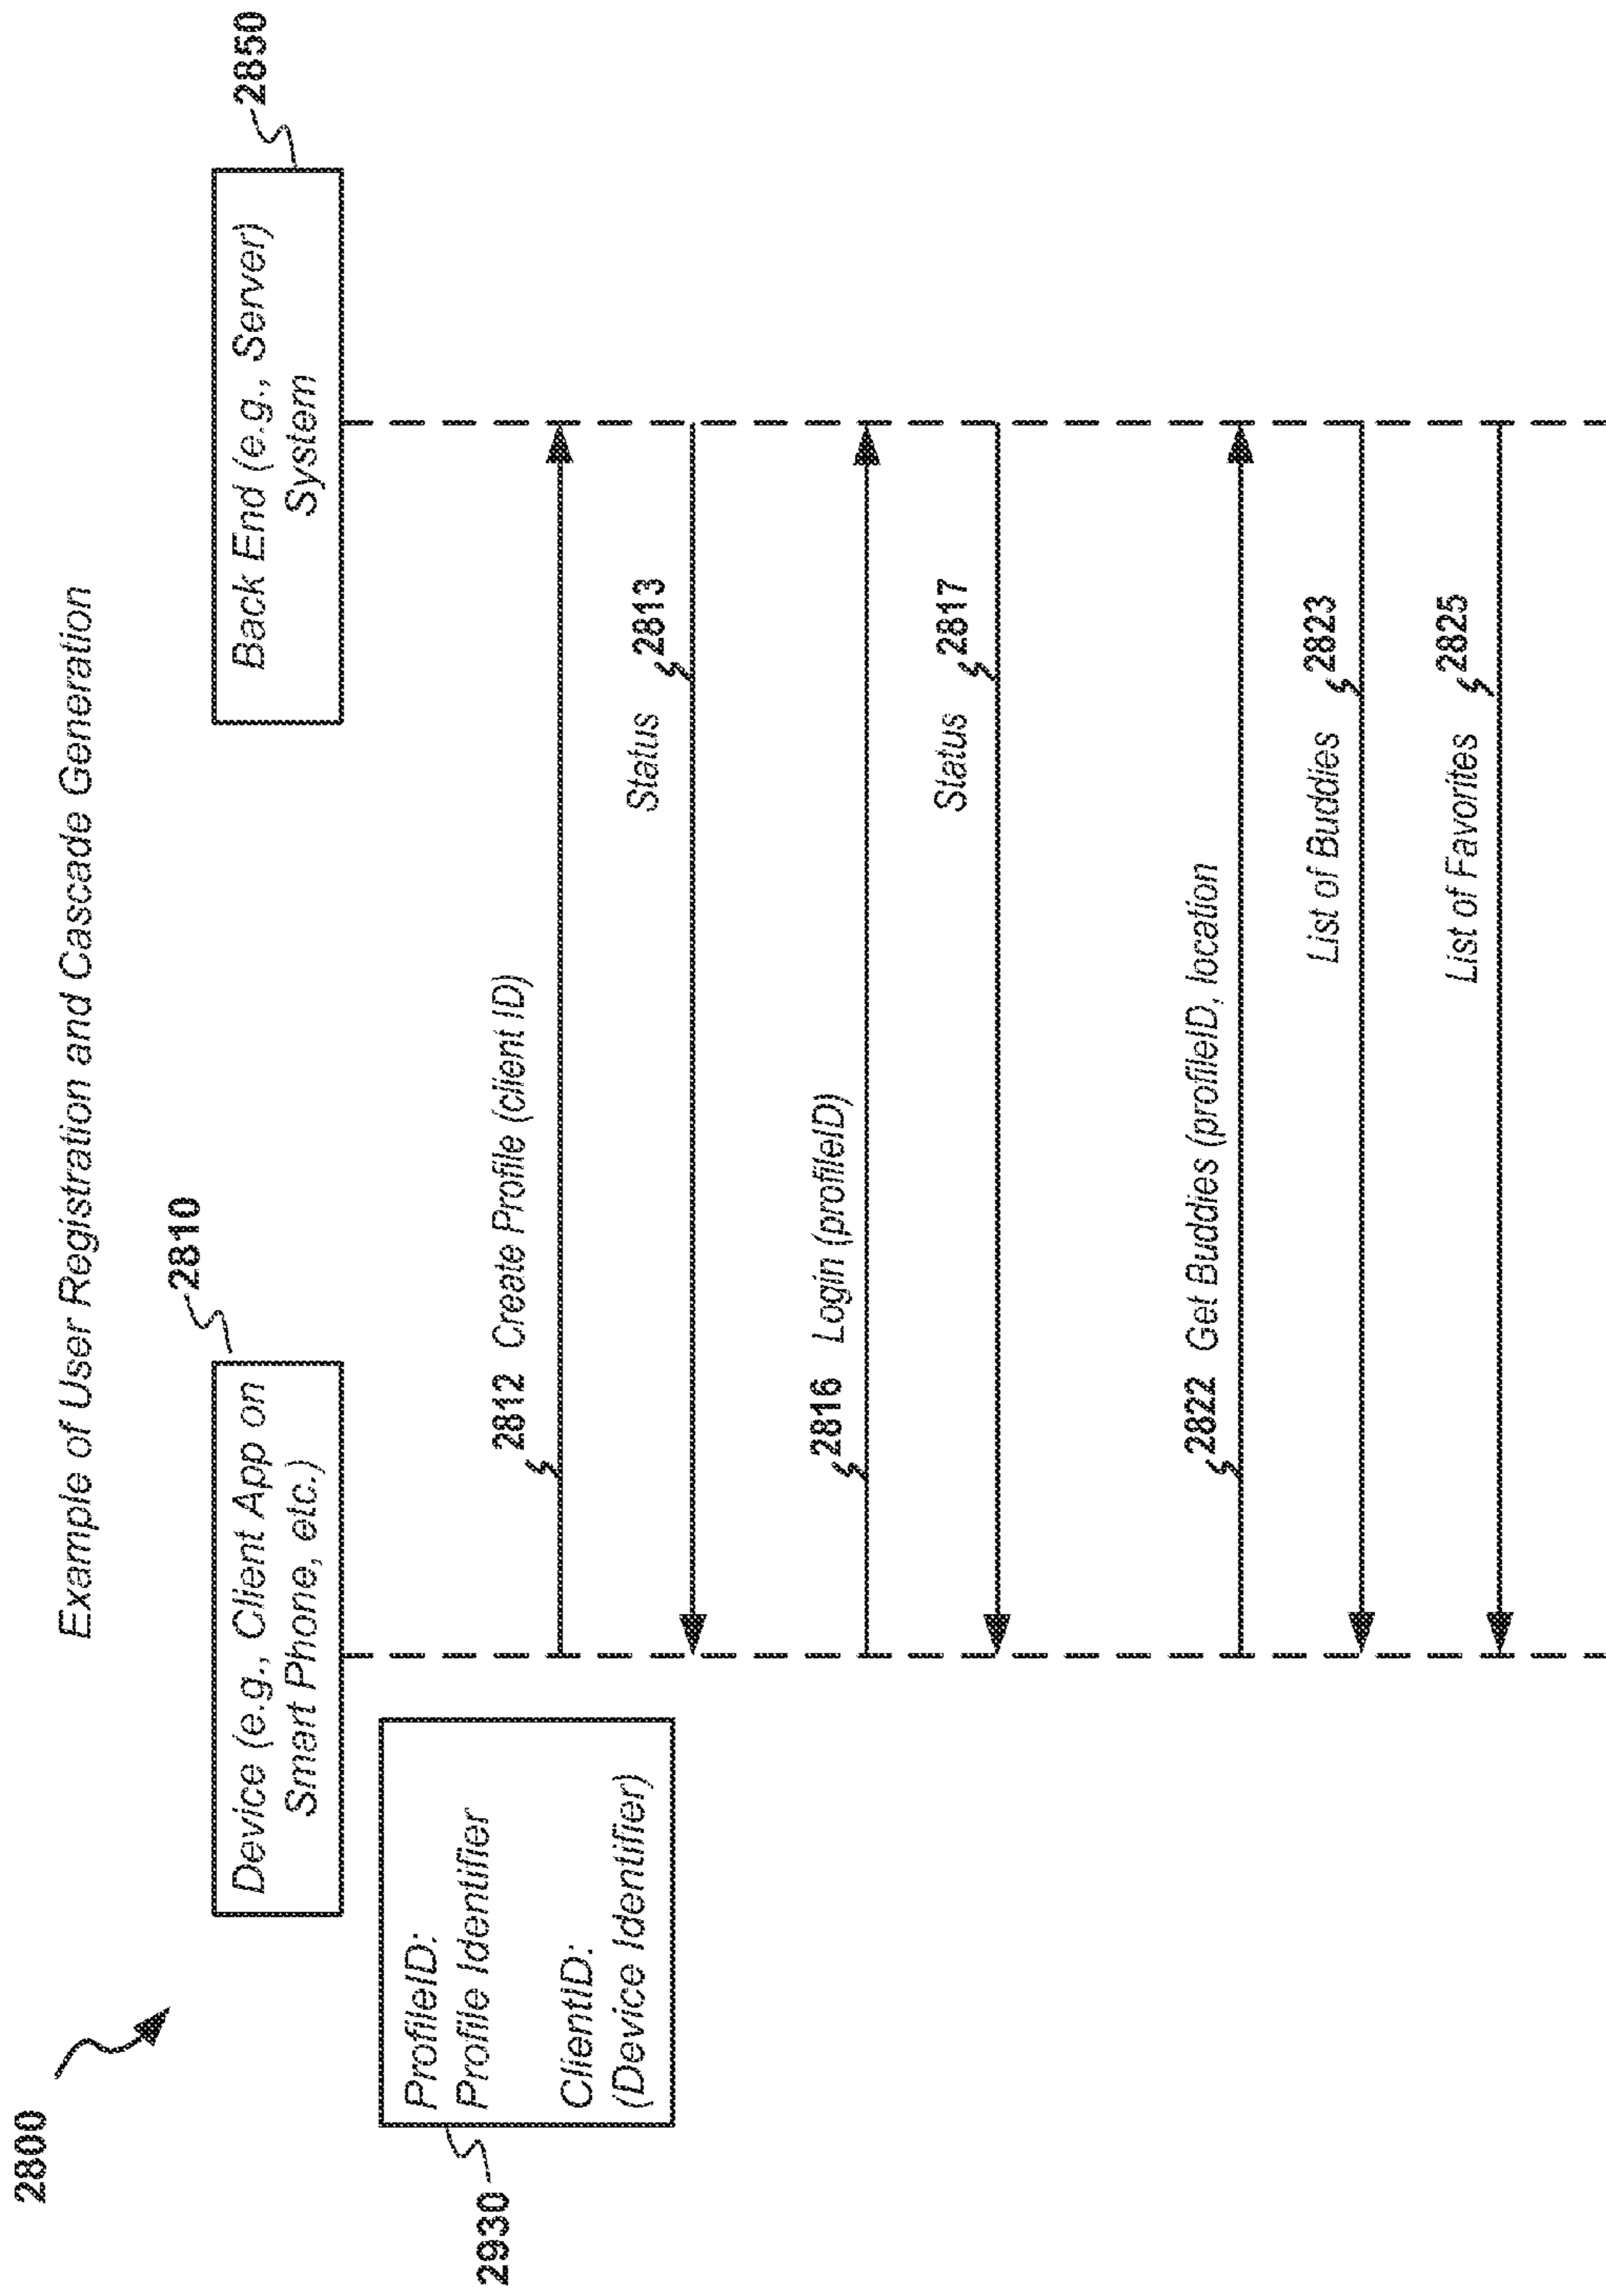 2800
Example of User Registration and Cascade Generation
2810
2850
Device (e.g., Client App on
Smart Phone, etc.)
Back End (e.g., Server)
System
ProfileID:
Profile Identifier
ClientID:
(Device Identifier)
2930
2812 Create Profile (client ID)
Status 2813
2816 Login (profileID)
Status 2817
2822 Get Buddies (profileID, location
List of Buddies 2823
List of Favorites 2825